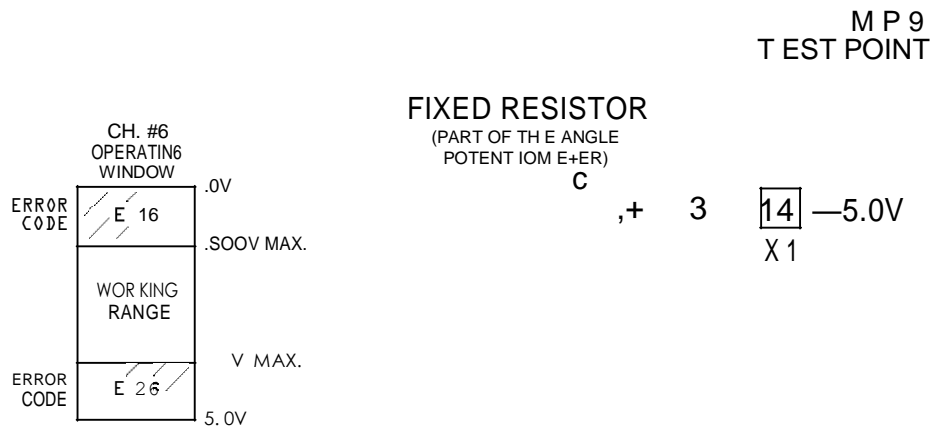 M P 9
T EST POINT
FIXED RESISTOR
(PART OF TH E ANGLE
POTENT IOM E+ER)
C
,+ 3 14 —5.0V
X 1
CH. #6
OPERATIN6
WINDOW
.0V
ERROR
CODE
E 16
.SOOV MAX.
WOR KING
RANGE
V MAX.
ERROR
CODE
E 26
5. 0V